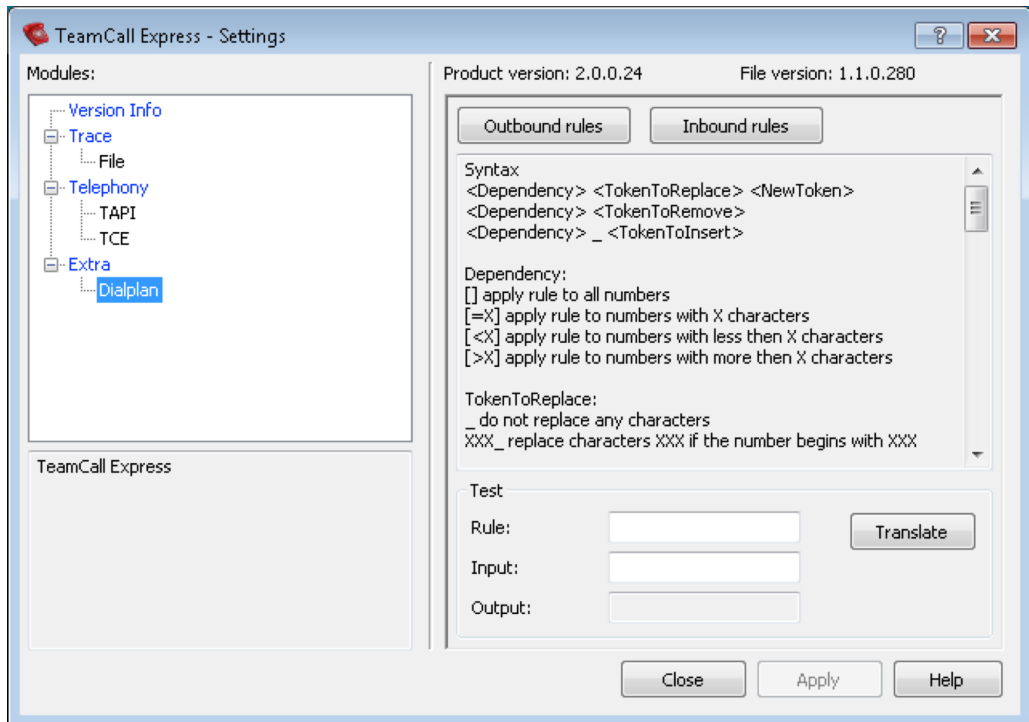 TeamCall Express - Settings
Modules:
Product version: 2.0.0.24
File version: 1.1.0.280
Version Info
Trace
File
Telephony
TAPI
TCE
Extra
Dialplan
TeamCall Express
Outbound rules
Inbound rules
Syntax
<Dependency> <TokenToReplace> <NewToken>
<Dependency> <TokenToRemove>
<Dependency> _ <TokenToInsert>
Dependency:
[] apply rule to all numbers
[=X] apply rule to numbers with X characters
[<X] apply rule to numbers with less then X characters
[>X] apply rule to numbers with more then X characters
TokenToReplace:
_ do not replace any characters
XXX_ replace characters XXX if the number begins with XXX
Test
Rule:
Translate
Input:
Output:
Close
Apply
Help